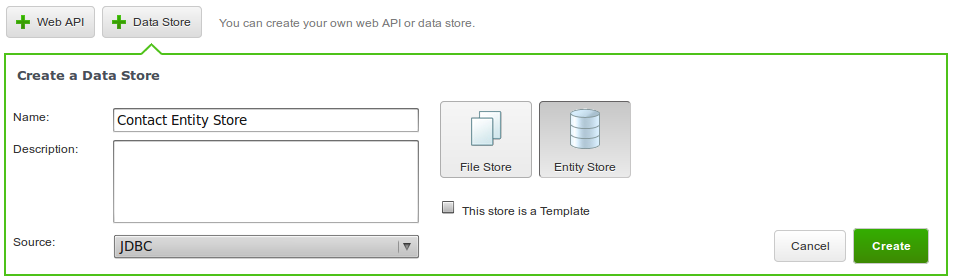 Web API
Data Store
You can create your own web API or data store.
Create a Data Store
Name:
Contact Entity Store
Description:
File Store
Entity Store
This store is a Template
Source:
JDBC
Cancel
Create